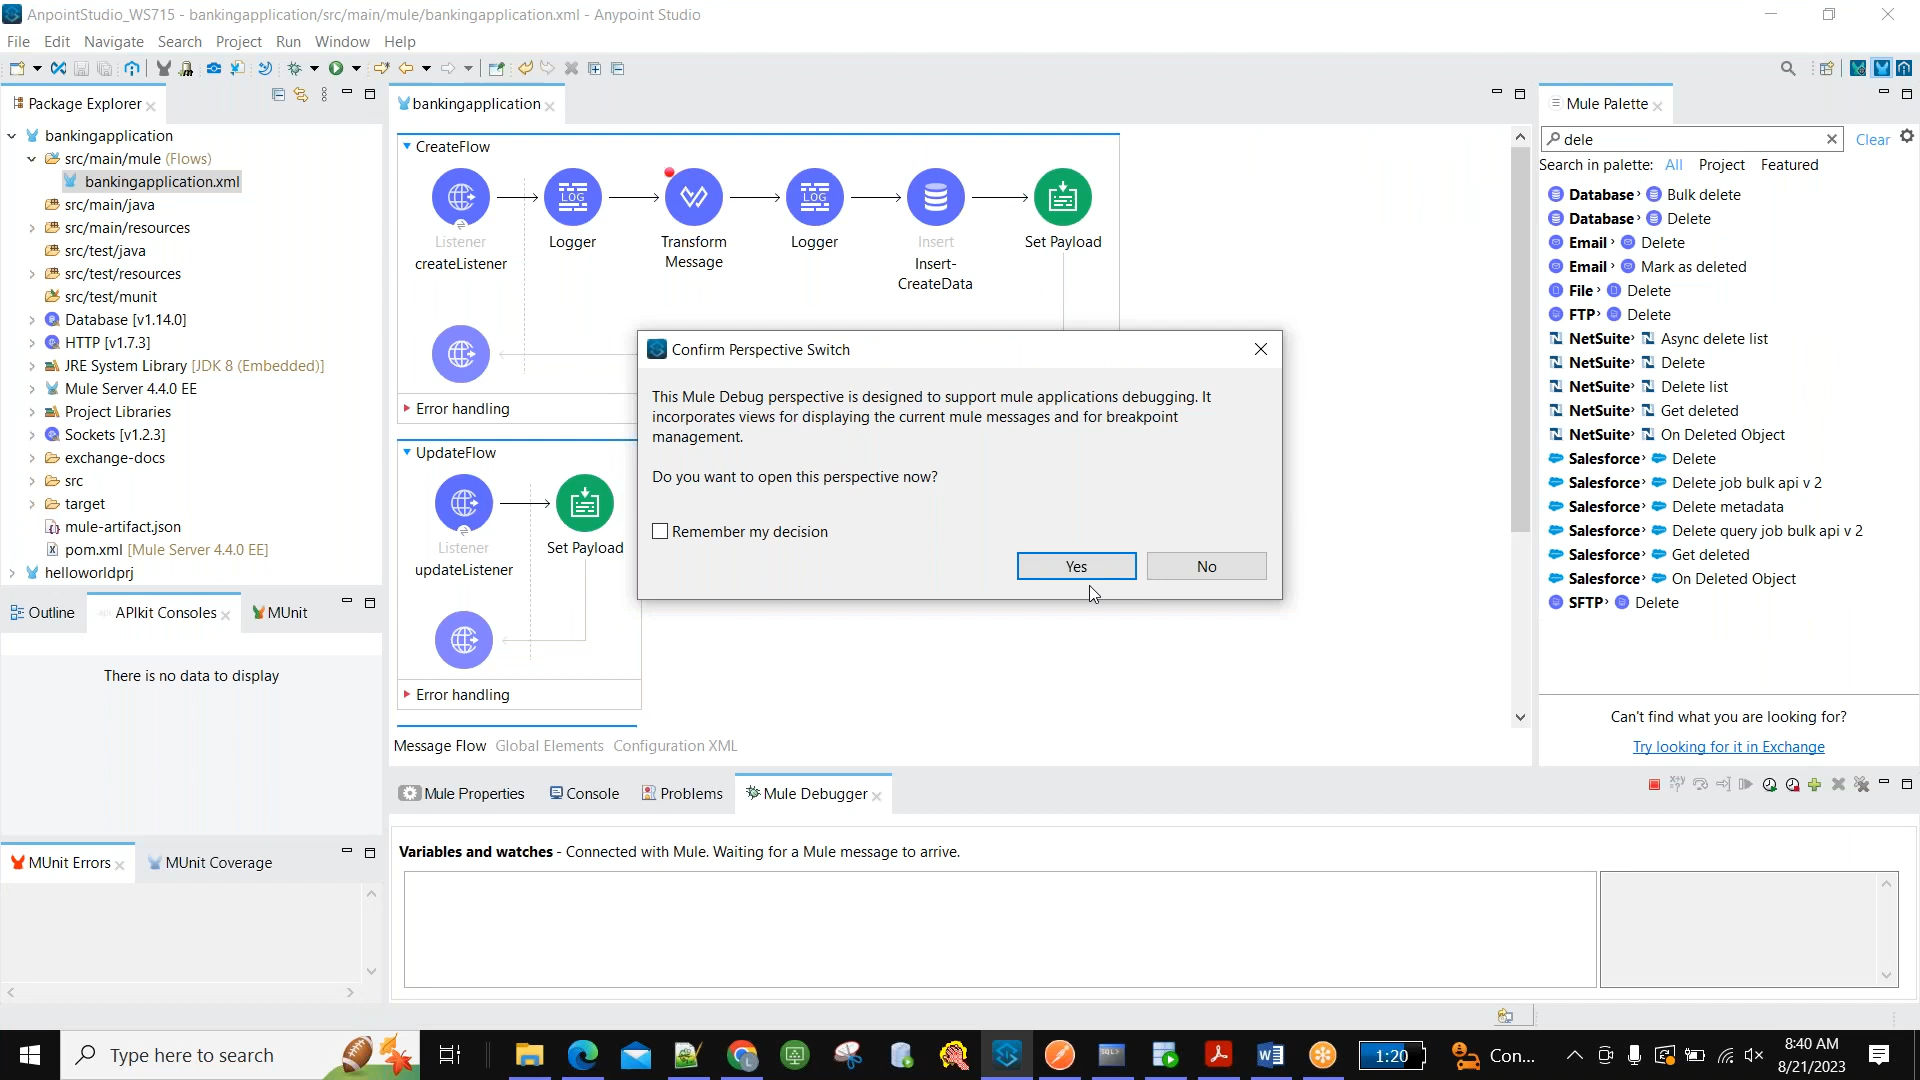 AnpointStudio_WS715 - bankingapplication/src/main/mule/bankingapplication.xml - Anypoint Studio
File Edit Navigate Search Project Run Window Help
Package Explorer
bankingapplication
src/main/mule (Flows)
bankingapplication.xml
src/main/java
src/main/resources
src/test/java
src/test/resources
src/test/munit
Database [v1.14.0]
HTTP [v1.7.3]
JRE System Library [JDK 8 (Embedded)]
Mule Server 4.4.0 EE
Project Libraries
Sockets [v1.2.3]
exchange-docs
src
target
mule-artifact.json
pom.xml [Mule Server 4.4.0 EE]
helloworldprj
Outline APIkit Consoles MUnit
There is no data to display
MUnit Errors MUnit Coverage
bankingapplication
CreateFlow
LOG LOG
Listener Logger Transform Logger Insert Set Payload
createListener Message Insert-
CreateData
Error handling
UpdateFlow
Listener Set Payload
updateListener
Error handling
Message Flow Global Elements Configuration XML
Confirm Perspective Switch
This Mule Debug perspective is designed to support mule applications debugging. It
incorporates views for displaying the current mule messages and for breakpoint
management.
Do you want to open this perspective now?
Remember my decision
Yes No
Mule Palette
dele Clear
Search in palette: All Project Featured
Database Bulk delete
Database Delete
Email Delete
Email Mark as deleted
File Delete
FTP Delete
NetSuite Async delete list
NetSuite Delete
NetSuite Delete list
NetSuite Get deleted
NetSuite On Deleted Object
Salesforce Delete
Salesforce Delete job bulk api v 2
Salesforce Delete metadata
Salesforce Delete query job bulk api v 2
Salesforce Get deleted
Salesforce On Deleted Object
SFTP Delete
Can't find what you are looking for?
Try looking for it in Exchange
Mule Properties Console Problems Mule Debugger
Variables and watches - Connected with Mule. Waiting for a Mule message to arrive.
Type here to search
1:20
Con...
8:40 AM
8/21/2023